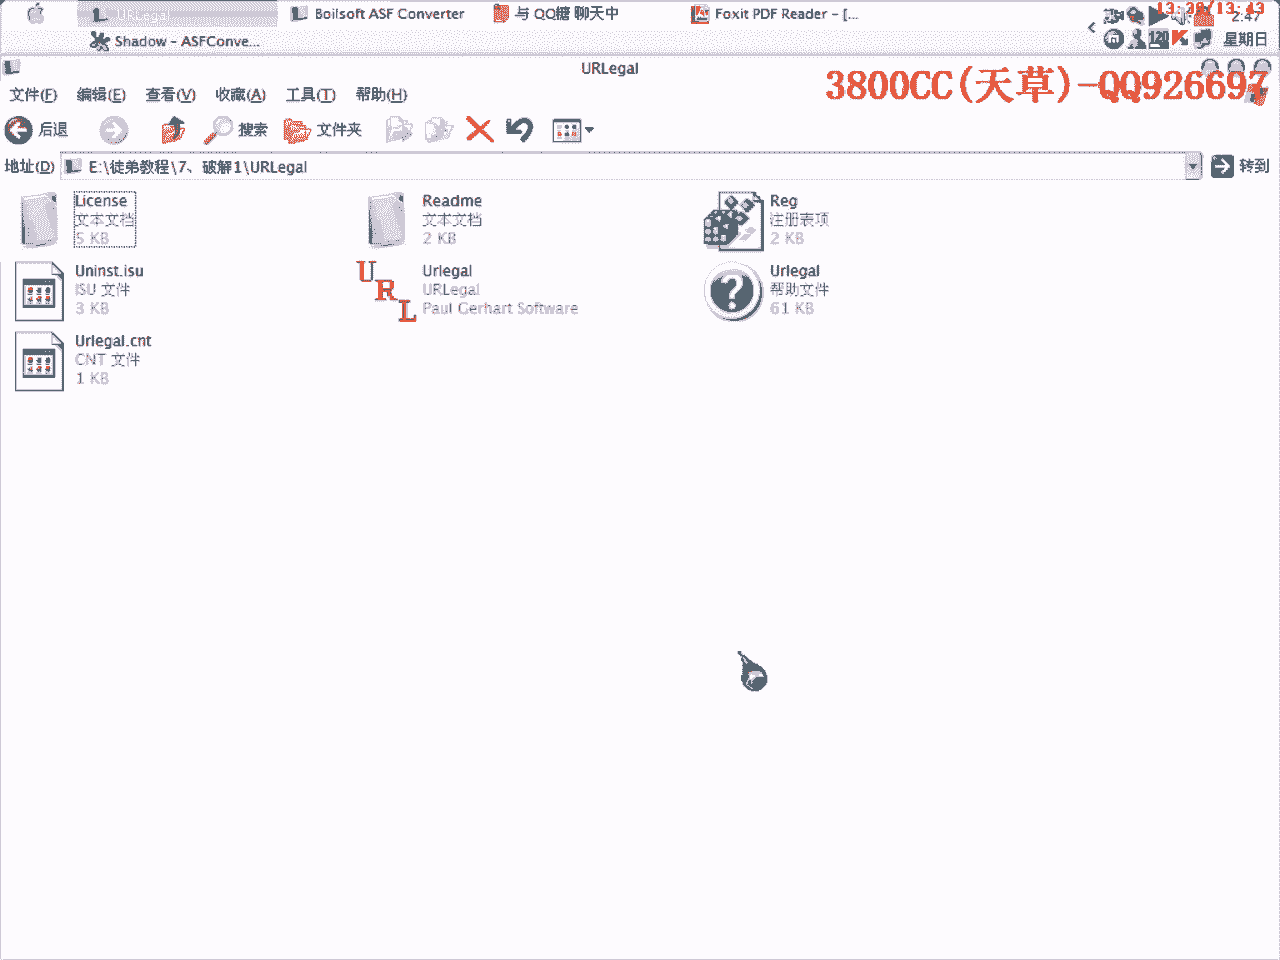 URLegal
Boilsoft ASF Converter
与 QQ糖 聊天中
Foxit PDF Reader - [...
13:28/13:43
2:47
Shadow - ASFConve...
120
星期日
URLegal
3800CC(天草)-QQ926697
文件(F)
编辑(E)
查看(V)
收藏(A)
工具(T)
帮助(H)
后退
搜索
文件夹
地址(D)
E:\徒弟教程\7、破解1\URLegal
转到
License
文本文档
5 KB
Readme
文本文档
2 KB
Reg
注册表项
2 KB
Uninst.isu
ISU 文件
3 KB
URL
Urlegal
URLegal
Paul Gerhart Software
Urlegal
帮助文件
61 KB
Urlegal.cnt
CNT 文件
1 KB